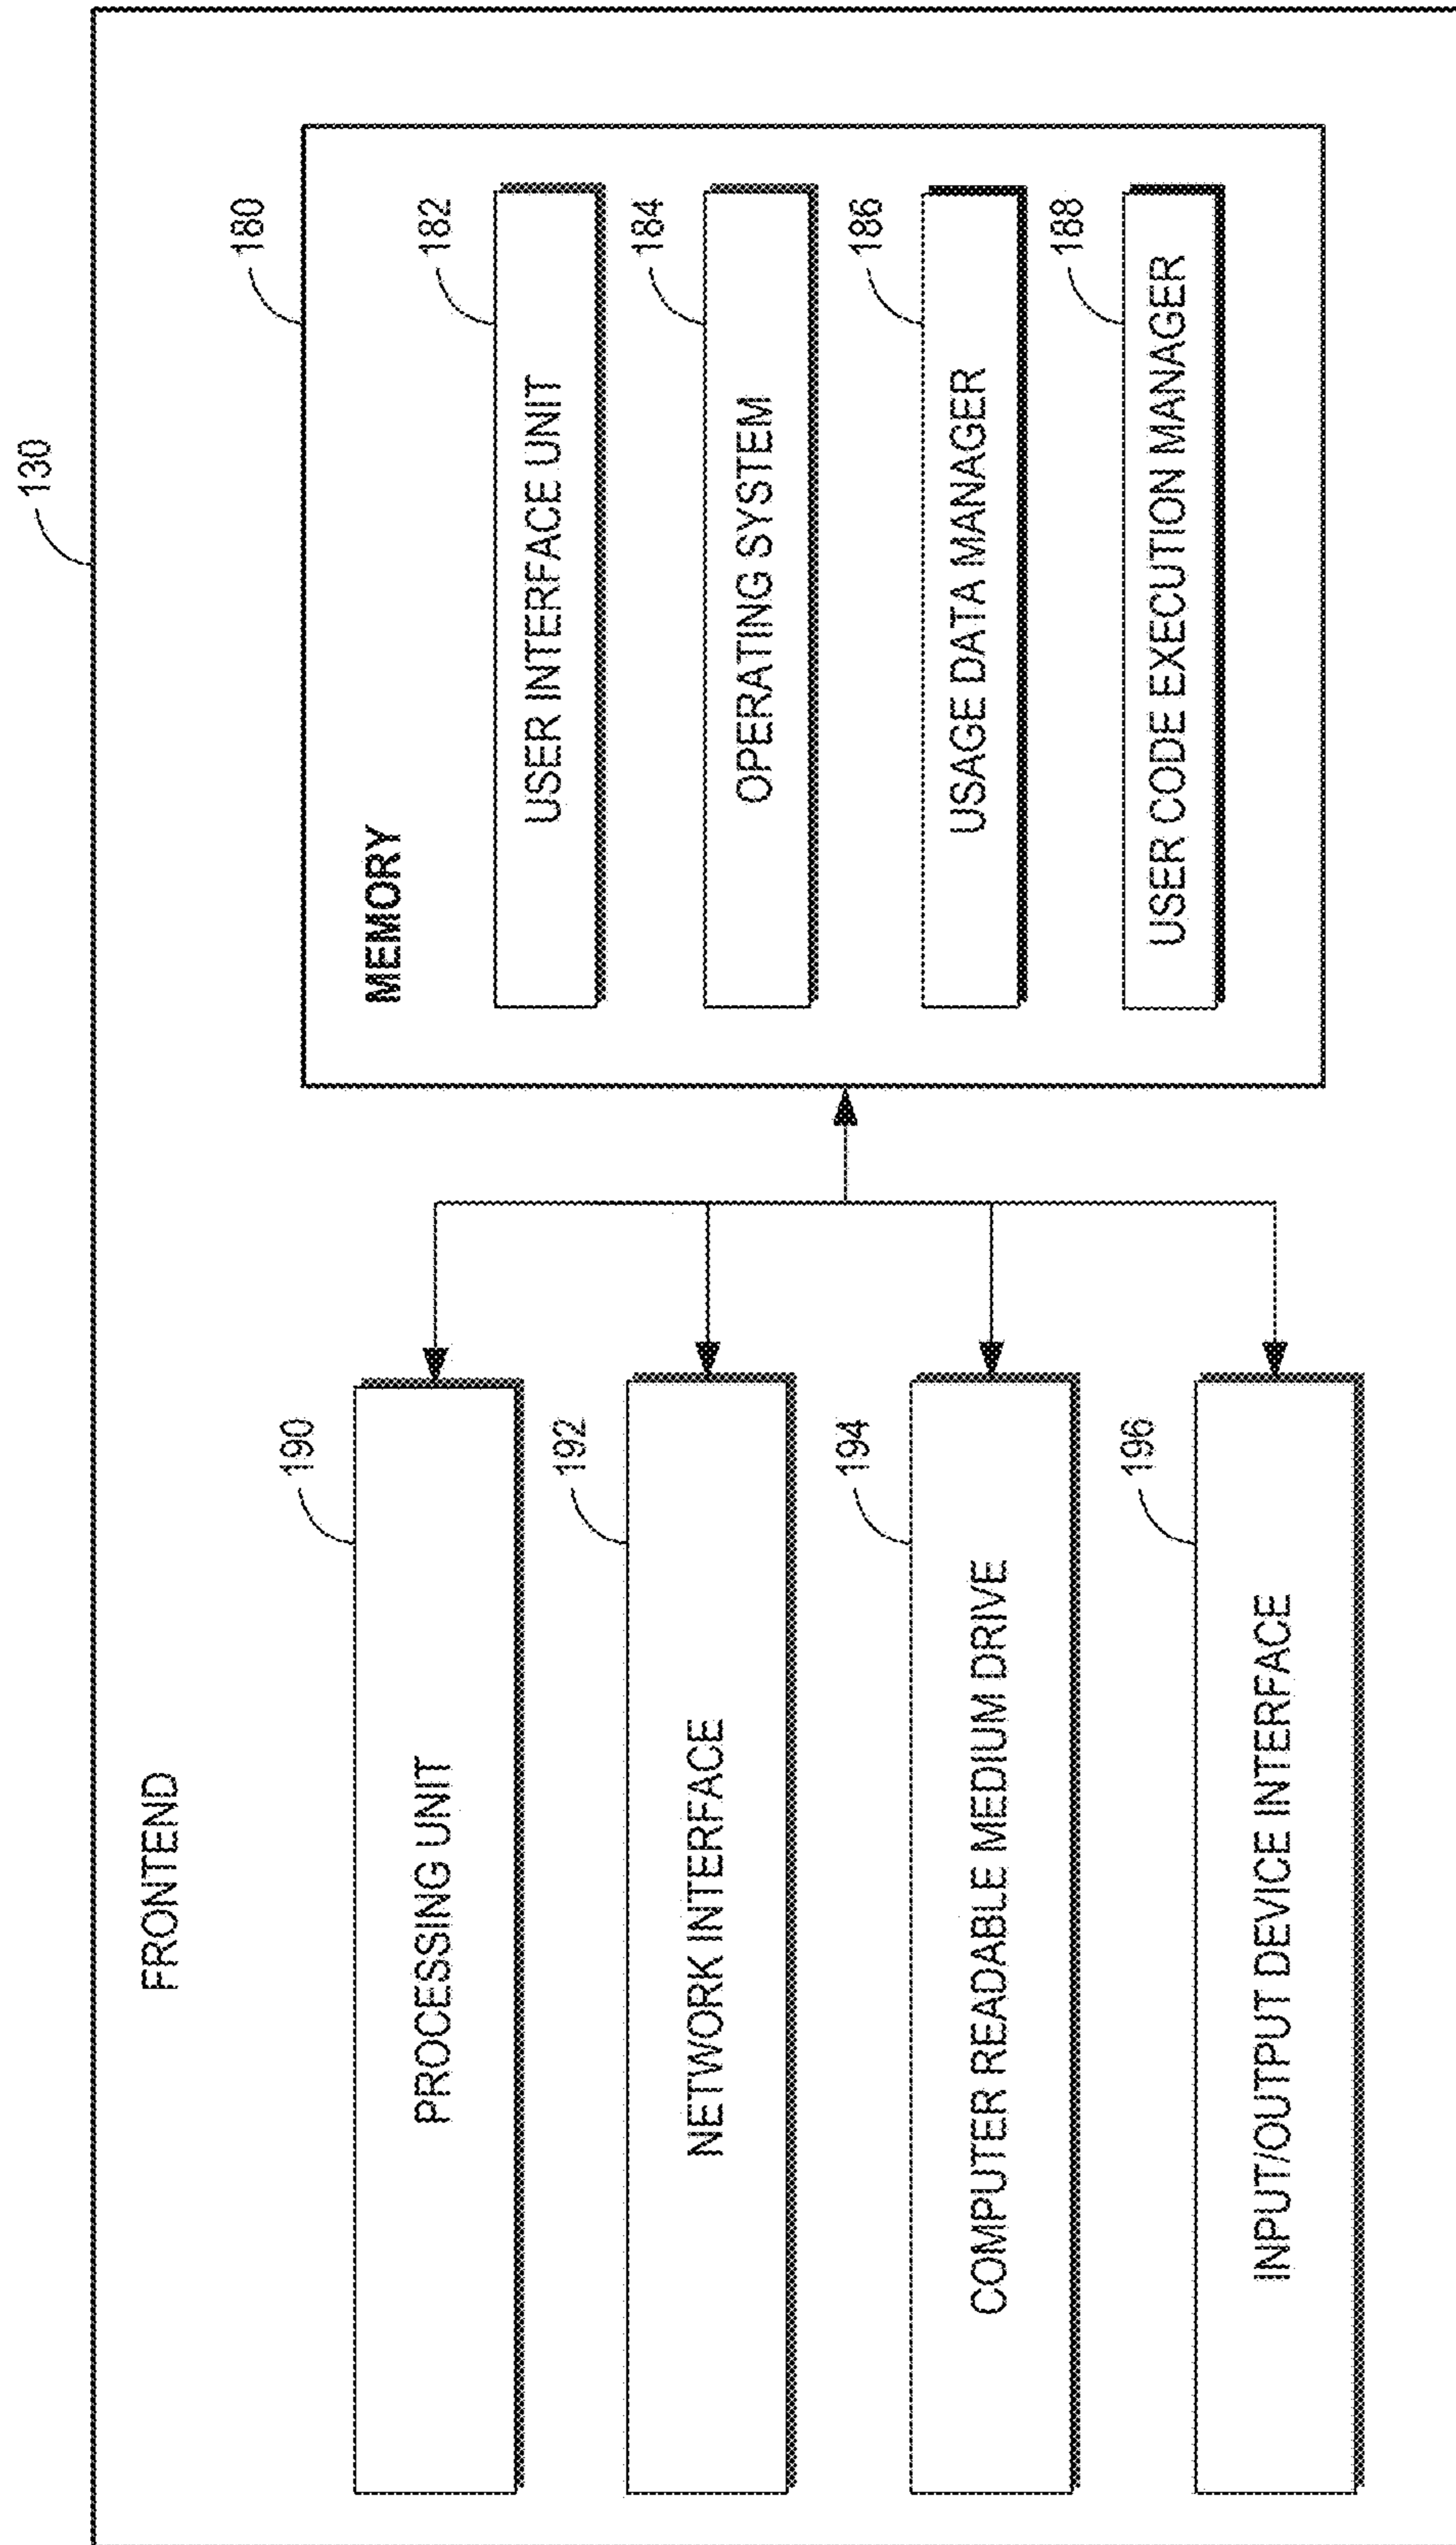 130
FRONTEND
190
PROCESSING UNIT
192
NETWORK INTERFACE
194
COMPUTER READABLE MEDIUM DRIVE
196
INPUT/OUTPUT DEVICE INTERFACE
180
MEMORY
182
USER INTERFACE UNIT
184
OPERATING SYSTEM
186
USAGE DATA MANAGER
188
USER CODE EXECUTION MANAGER